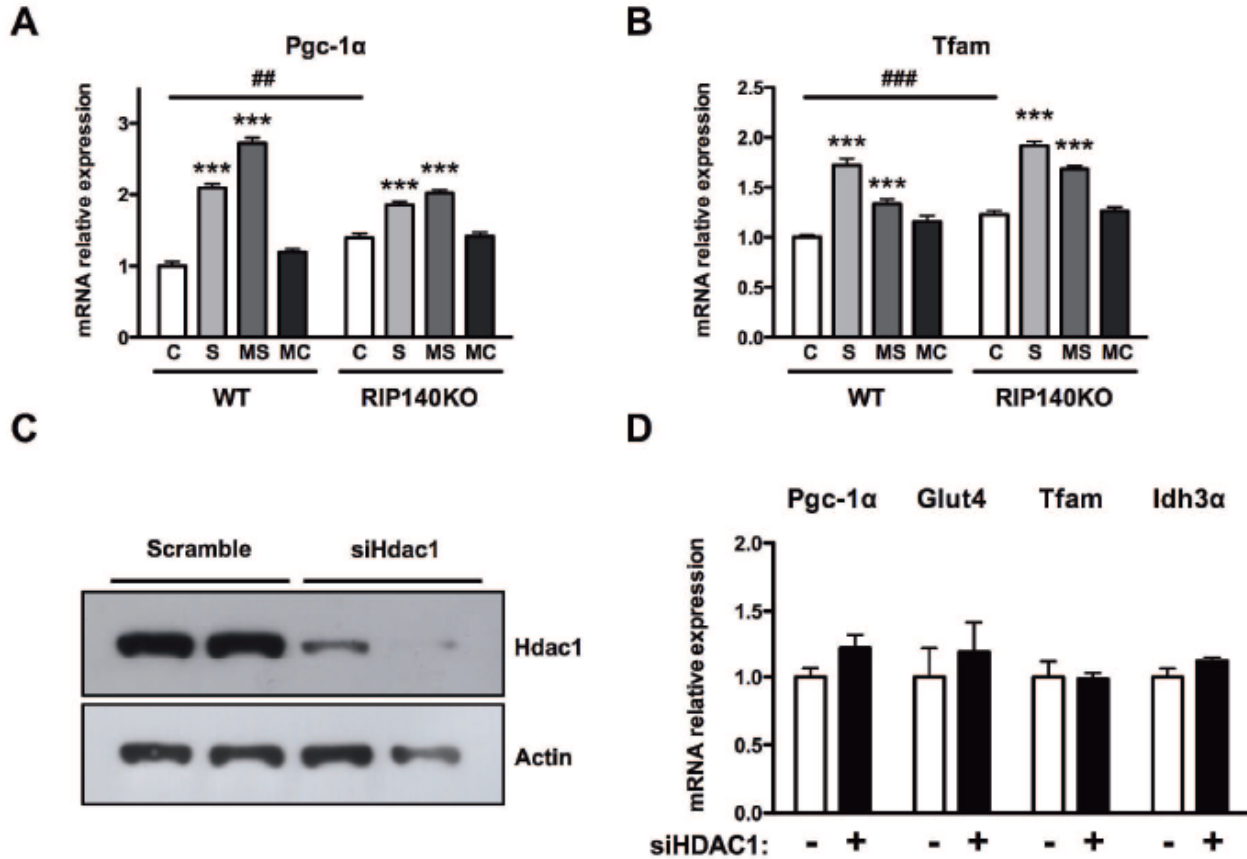 A
Pgc-1α
##
***
***
***
***
mRNA relative expression
3
2
1
0
C S MS MC C S MS MC
WT RIP140KO
B
Tfam
###
***
***
***
***
mRNA relative expression
2.5
2.0
1.5
1.0
0.5
0.0
C S MS MC C S MS MC
WT RIP140KO
C
Scramble siHdac1
Hdac1
Actin
D
Pgc-1α Glut4 Tfam Idh3α
mRNA relative expression
2.0
1.5
1.0
0.5
0.0
siHDAC1: - + - + - + - +